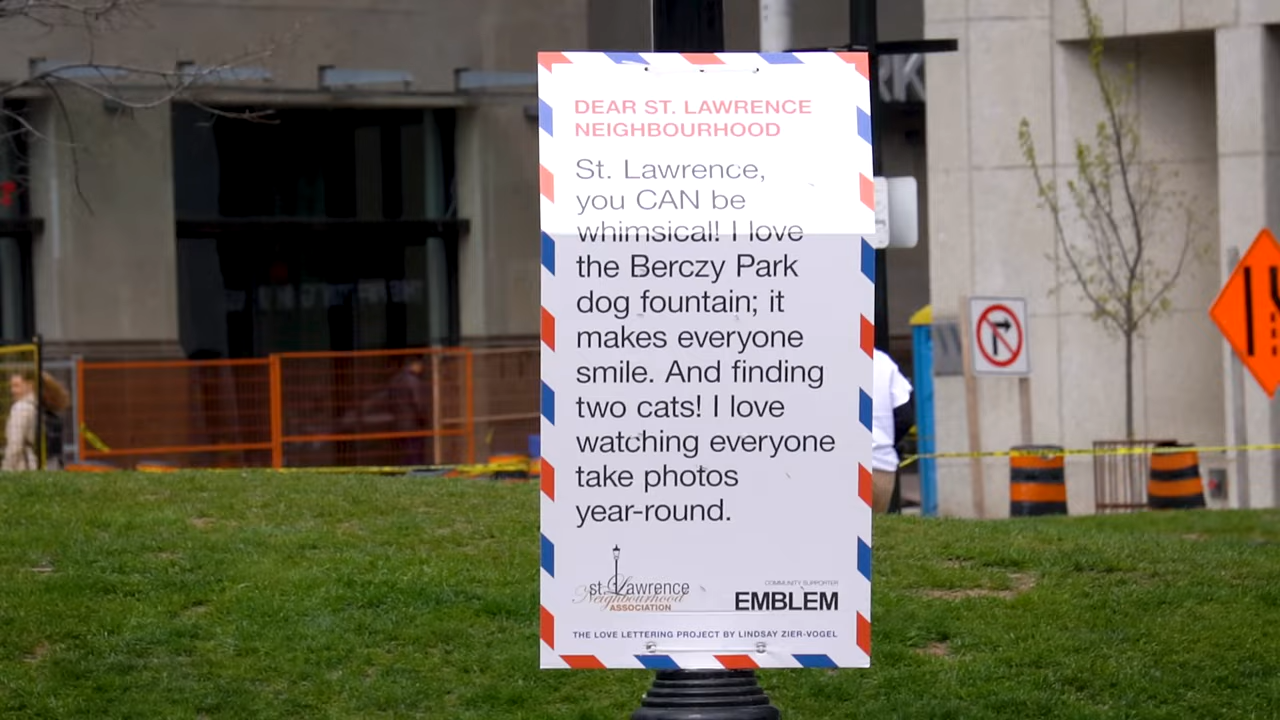 DEAR ST. LAWRENCE
NEIGHBOURHOOD
St. Lawrence,
you CAN be
whimsical! I love
the Berczy Park
dog fountain; it
makes everyone
smile. And finding
two cats! I love
watching everyone
take photos
year-round.
st. Lawrence
Neighbourhood
ASSOCIATION
COMMUNITY SUPPORTER
EMBLEM
THE LOVE LETTERING PROJECT BY LINDSAY ZIER-VOGEL